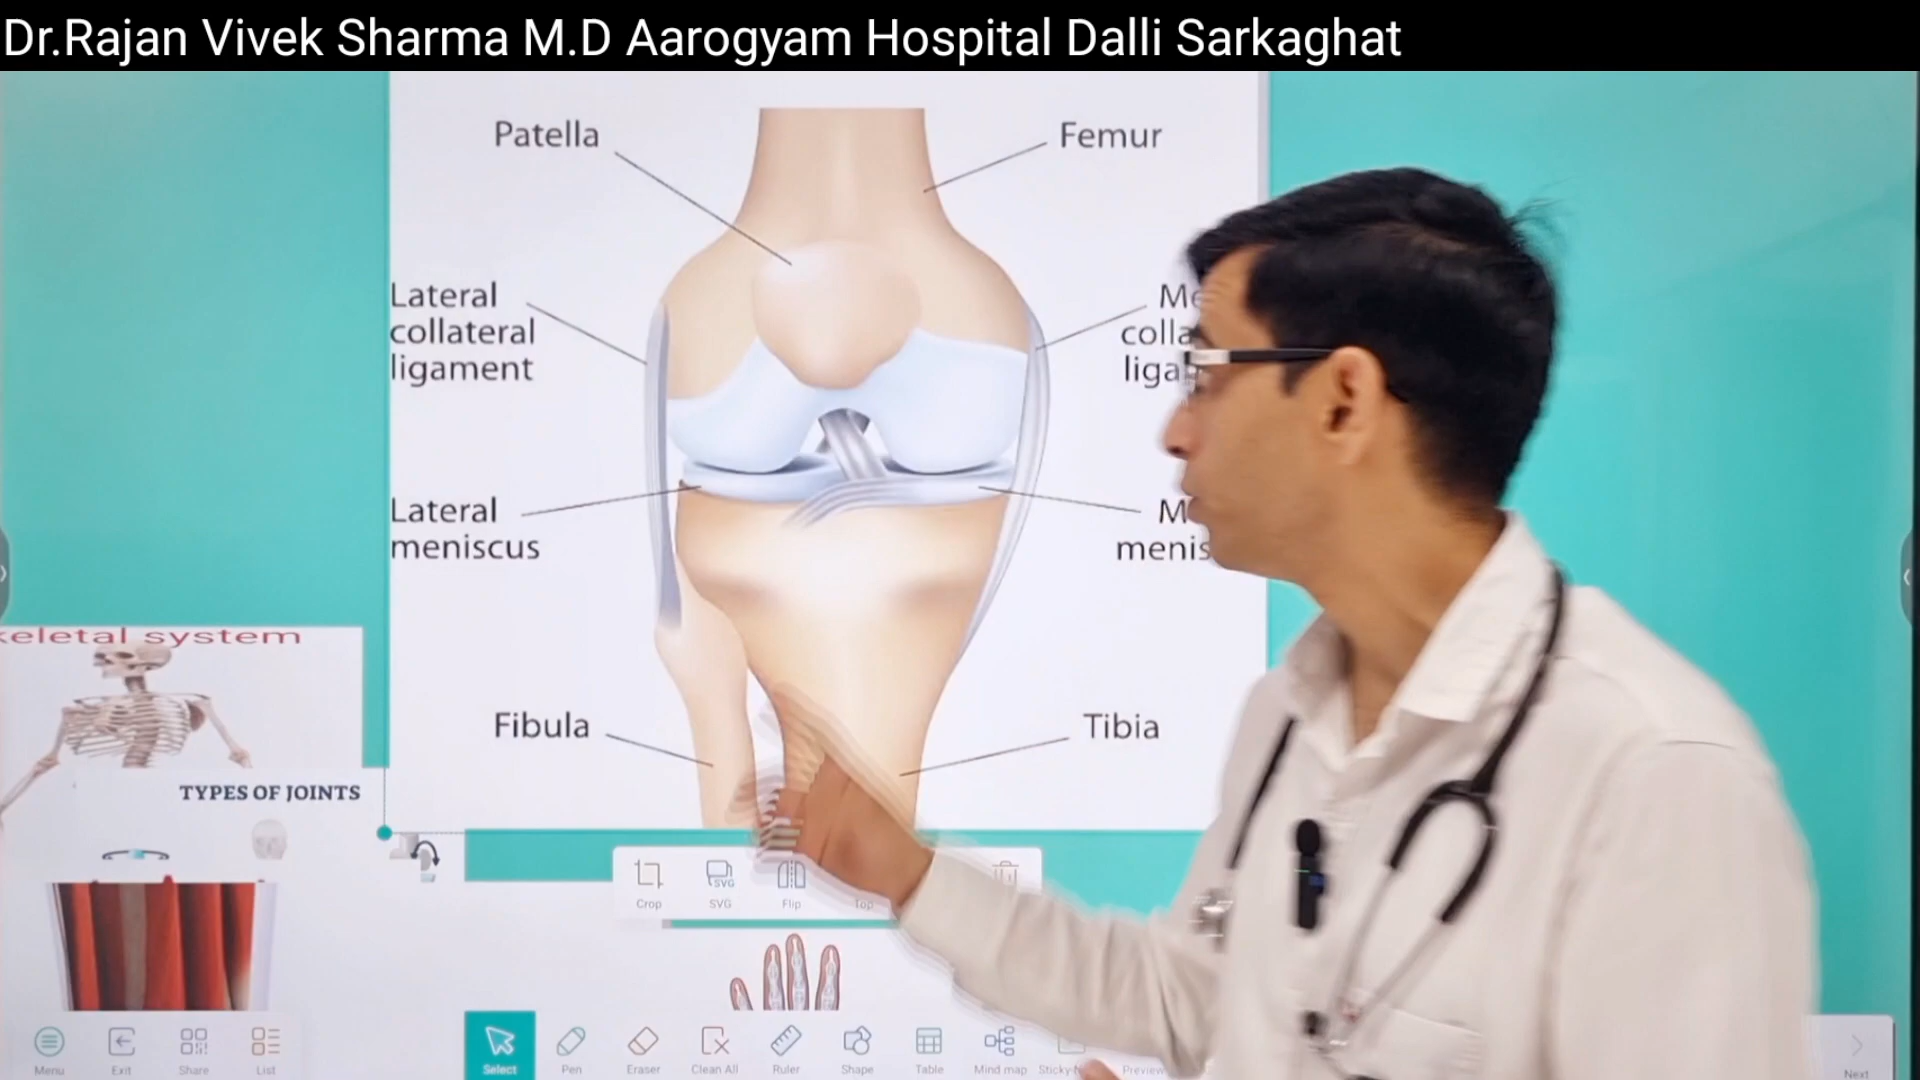 Dr.Rajan Vivek Sharma M.D Aarogyam Hospital Dalli Sarkaghat
Patella
Femur
Lateral
collateral
ligament
Lateral
meniscus
Fibula
Tibia
keletal system
TYPES OF JOINTS
Crop
SVG
Flip
Top
Menu
Exit
Share
List
Select
Pen
Eraser
Clean All
Ruler
Shape
Table
Mind map
Preview
Next